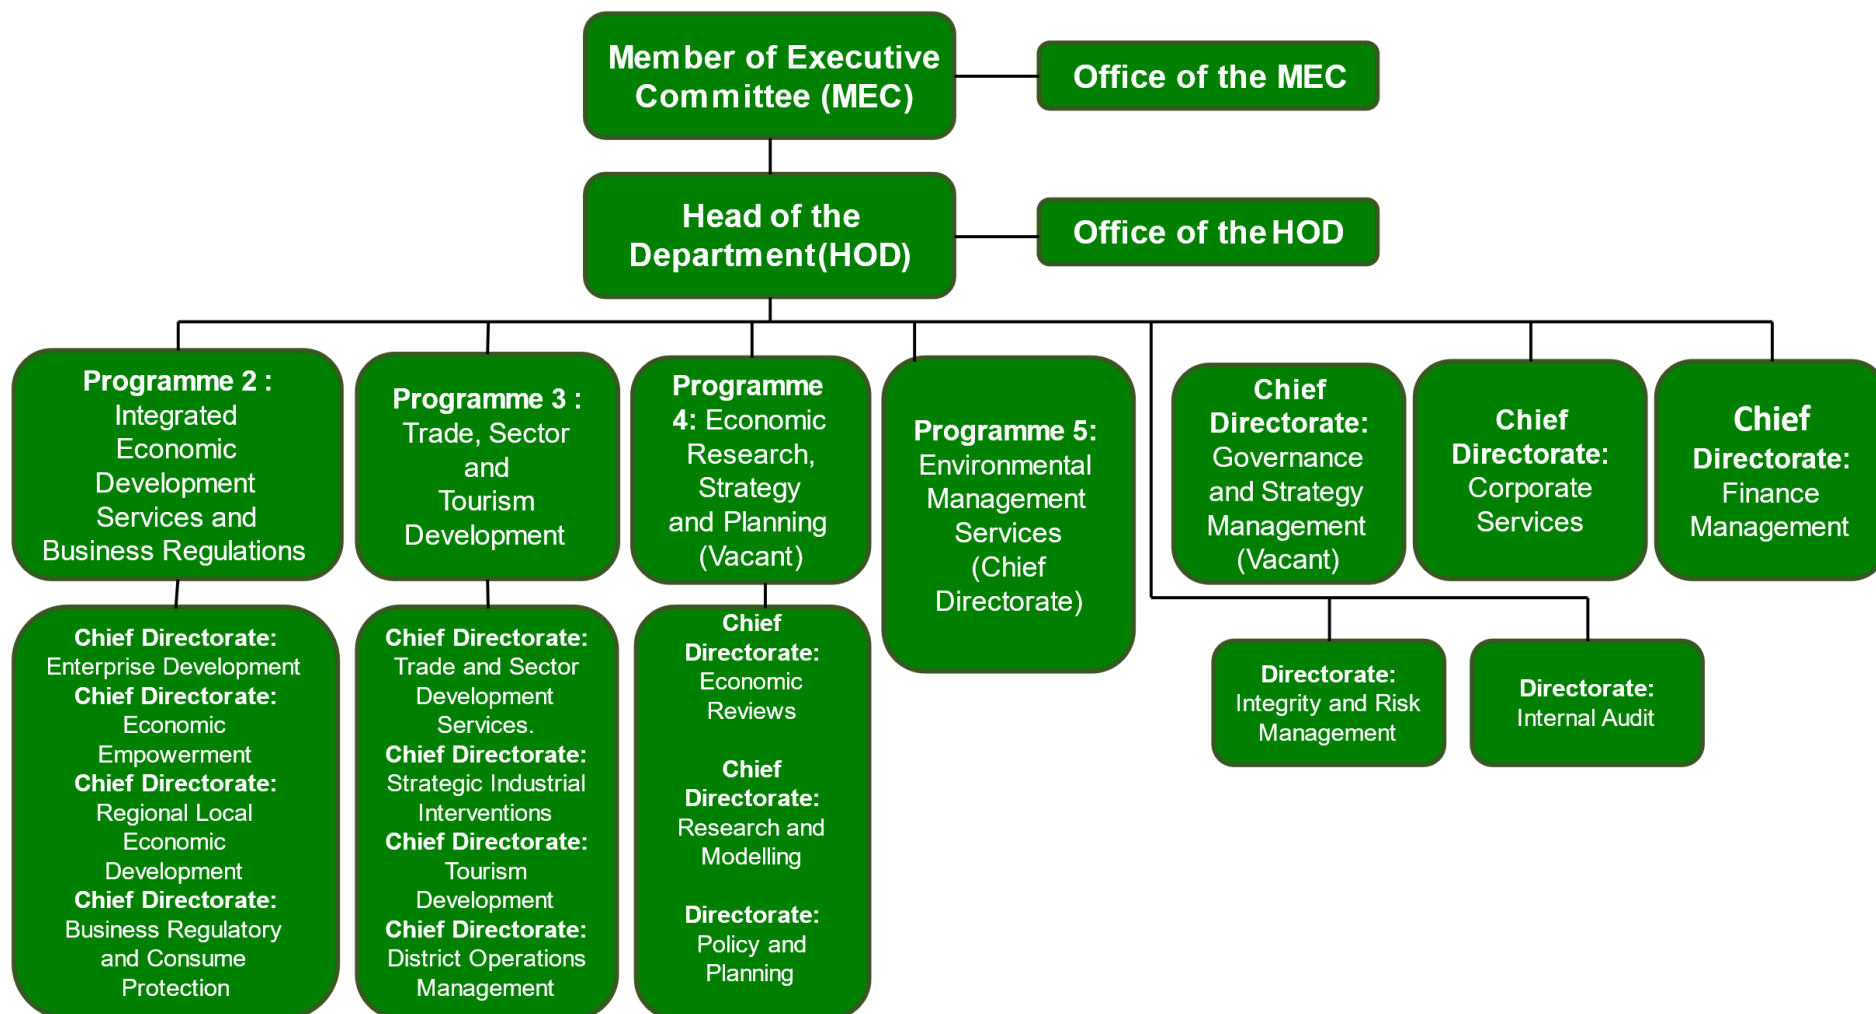 Member of Executive
Committee (MEC)
Office of the MEC
Head of the
Department (HOD)
Office of the HOD
Programme 2 :
Integrated
Economic
Development
Services and
Business Regulations
Programme 3 :
Trade, Sector
and
Tourism
Development
Programme
4: Economic
Research,
Strategy
and Planning
(Vacant)
Programme 5:
Environmental
Management
Services
(Chief
Directorate)
Chief
Directorate:
Governance
and Strategy
Management
(Vacant)
Chief
Directorate:
Corporate
Services
Chief
Directorate:
Finance
Management
Chief Directorate:
Enterprise Development
Chief Directorate:
Economic
Empowerment
Chief Directorate:
Regional Local
Economic
Development
Chief Directorate:
Business Regulatory
and Consume
Protection
Chief Directorate:
Trade and Sector
Development
Services.
Chief Directorate:
Strategic Industrial
Interventions
Chief Directorate:
Tourism
Development
Chief Directorate:
District Operations
Management
Chief
Directorate:
Economic
Reviews
Chief
Directorate:
Research and
Modelling
Directorate:
Policy and
Planning
Directorate:
Integrity and Risk
Management
Directorate:
Internal Audit